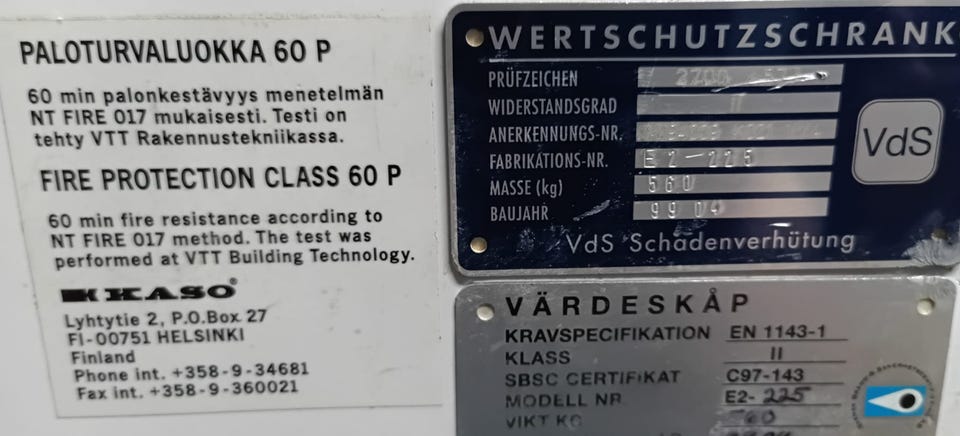 PALOTURVALUOKKA 60 P
60 min palonkestävyys menetelmän
NT FIRE 017 mukaisesti. Testi on
tehty VTT Rakennustekniikassa.
FIRE PROTECTION CLASS 60 P
60 min fire resistance according to
NT FIRE 017 method. The test was
performed at VTT Building Technology.
KASO
Lyhtytie 2, P.O.Box 27
FI-00751 HELSINKI
Finland
Phone int. +358-9-34681
Fax int. +358-9-360021
WERTSCHUTZSCHRANK
PRÜFZEICHEN
WIDERSTANDSGRAD II
ANERKENNUNGS-NR.
FABRIKATIONS-NR. E2-225
MASSE (kg) 560
BAUJAHR 9904
VdS
VdS Schadenverhütung
VÄRDESKÅP
KRAVSPECIFIKATION EN 1143-1
KLASS II
SBSC CERTIFIKAT C97-143
MODELL NR E2-225
VIKT KG 560